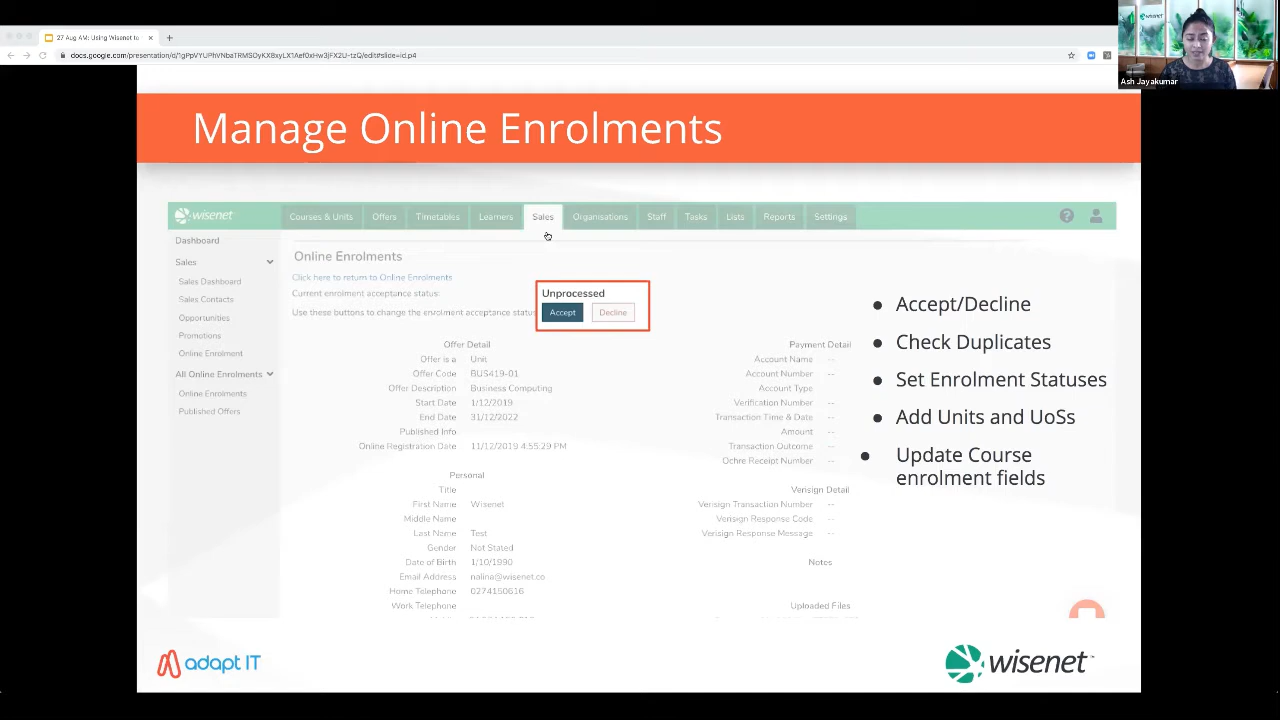 27 Aug AM: Using Wisenet to
wisenet
Ash Jayakumar
Manage Online Enrolments
wisenet
Courses & Units
Offers
Timetables
Learners
Sales
Organisations
Staff
Tasks
Lists
Reports
Settings
Dashboard
Sales
Sales Dashboard
Sales Contacts
Opportunities
Promotions
Online Enrolment
All Online Enrolments
Online Enrolments
Published Offers
Online Enrolments
Click here to return to Online Enrolments
Current enrolment acceptance status:
Unprocessed
Use these buttons to change the enrolment acceptance status
Accept
Decline
Offer Detail
Offer is a Unit
Offer Code BUS419-01
Offer Description Business Computing
Start Date 1/12/2019
End Date 31/12/2022
Published Info
Online Registration Date 11/12/2019 4:55:29 PM
Personal
Title
First Name Wisenet
Middle Name
Last Name Test
Gender Not Stated
Date of Birth 1/10/1990
Email Address nalina@wisenet.co
Home Telephone 0274150616
Work Telephone
Payment Detail
Account Name --
Account Number --
Account Type
Verification Number --
Transaction Time & Date --
Amount --
Transaction Outcome --
Ochre Receipt Number --
Verisign Detail
Verisign Transaction Number --
Verisign Response Code --
Verisign Response Message --
Notes
Uploaded Files
● Accept/Decline
● Check Duplicates
● Set Enrolment Statuses
● Add Units and UoSs
● Update Course
enrolment fields
adapt IT
wisenet™